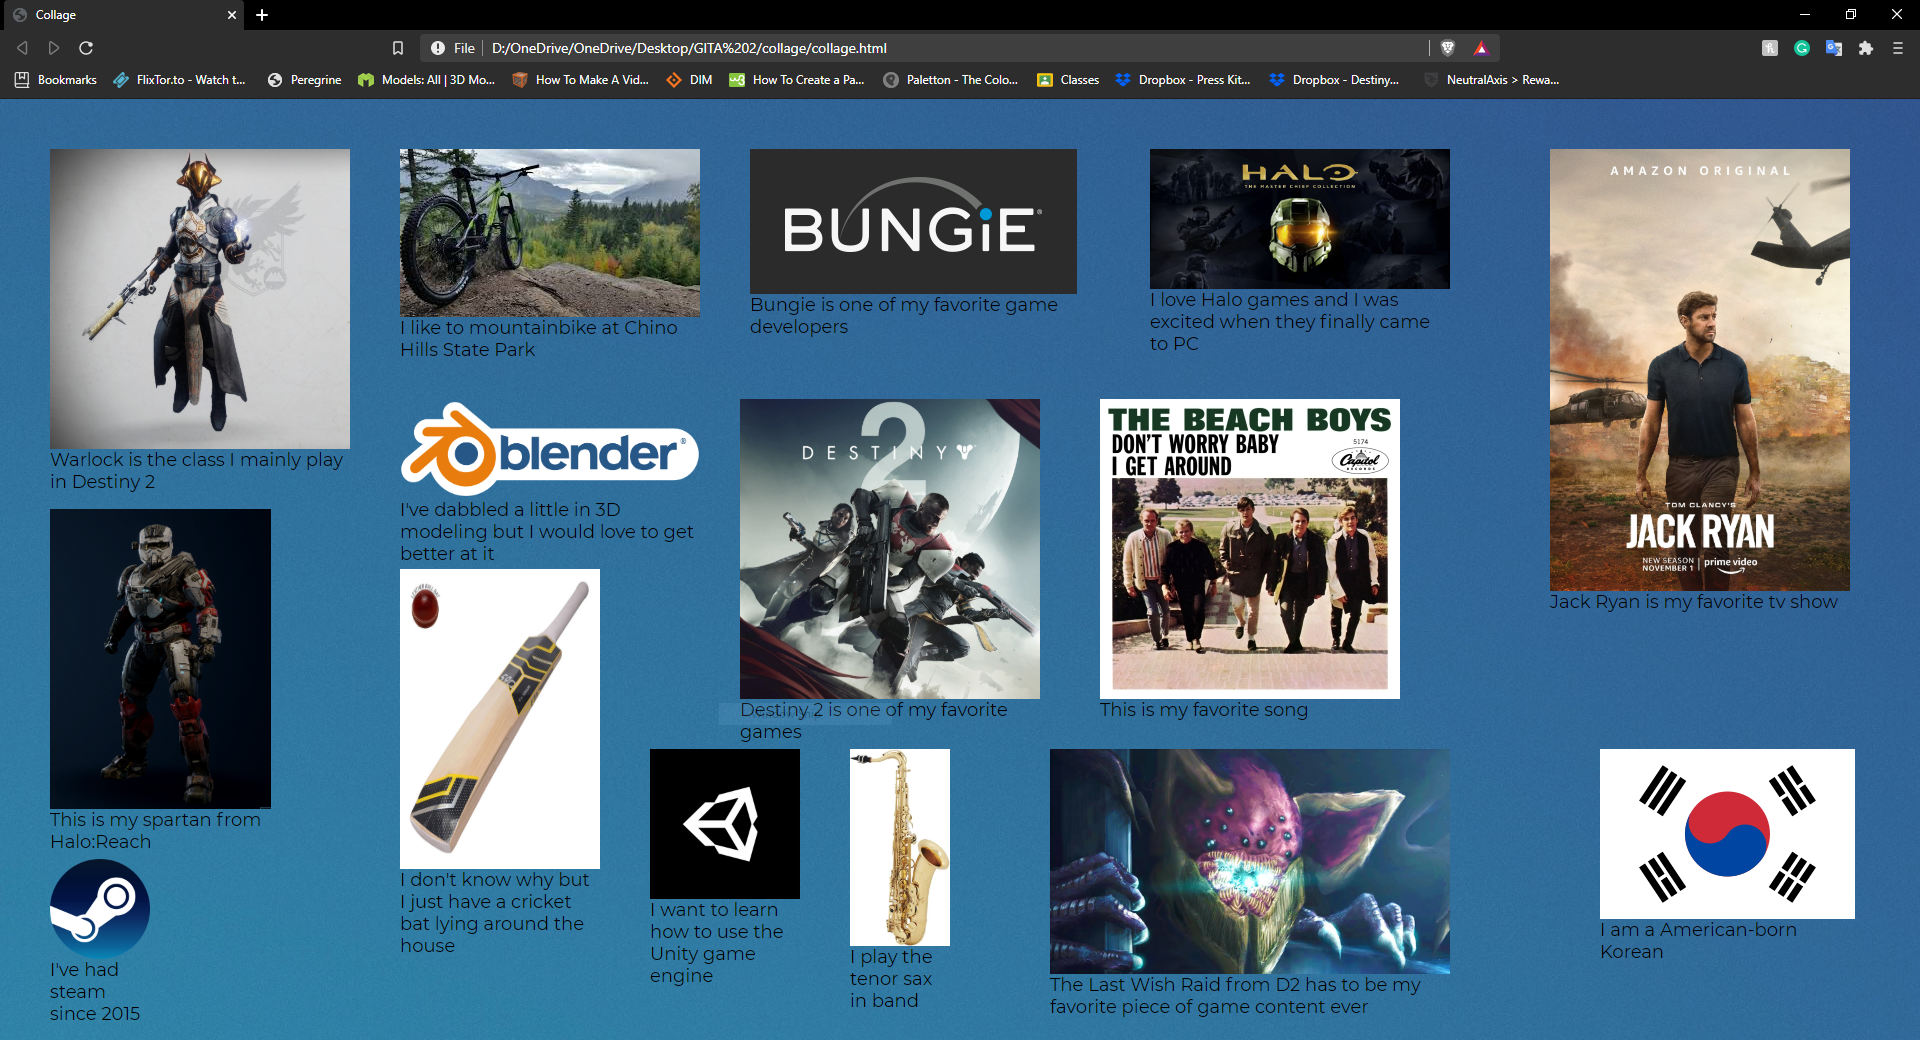 Collage
File D:/OneDrive/OneDrive/Desktop/GITA%202/collage/collage.html
Bookmarks FlixTor.to - Watch t... Peregrine Models: All | 3D Mo... How To Make A Vid... DIM How To Create a Pa... Paletton - The Colo... Classes Dropbox - Press Kit... Dropbox - Destiny... NeutralAxis > Rewa...
Warlock is the class I mainly play
in Destiny 2
I like to mountainbike at Chino
Hills State Park
BUNGiE
Bungie is one of my favorite game
developers
HALO
THE MASTER CHIEF COLLECTION
I love Halo games and I was
excited when they finally came
to PC
AMAZON ORIGINAL
TOM CLANCY'S
JACK RYAN
NEW SEASON
NOVEMBER 1
prime video
Jack Ryan is my favorite tv show
blender
I've dabbled a little in 3D
modeling but I would love to get
better at it
2
DESTINY
Destiny 2 is one of my favorite
games
THE BEACH BOYS
DON'T WORRY BABY
I GET AROUND
5174
Capitol
RECORDS
This is my favorite song
This is my spartan from
Halo:Reach
I don't know why but
I just have a cricket
bat lying around the
house
I want to learn
how to use the
Unity game
engine
I play the
tenor sax
in band
The Last Wish Raid from D2 has to be my
favorite piece of game content ever
I am a American-born
Korean
I've had
steam
since 2015